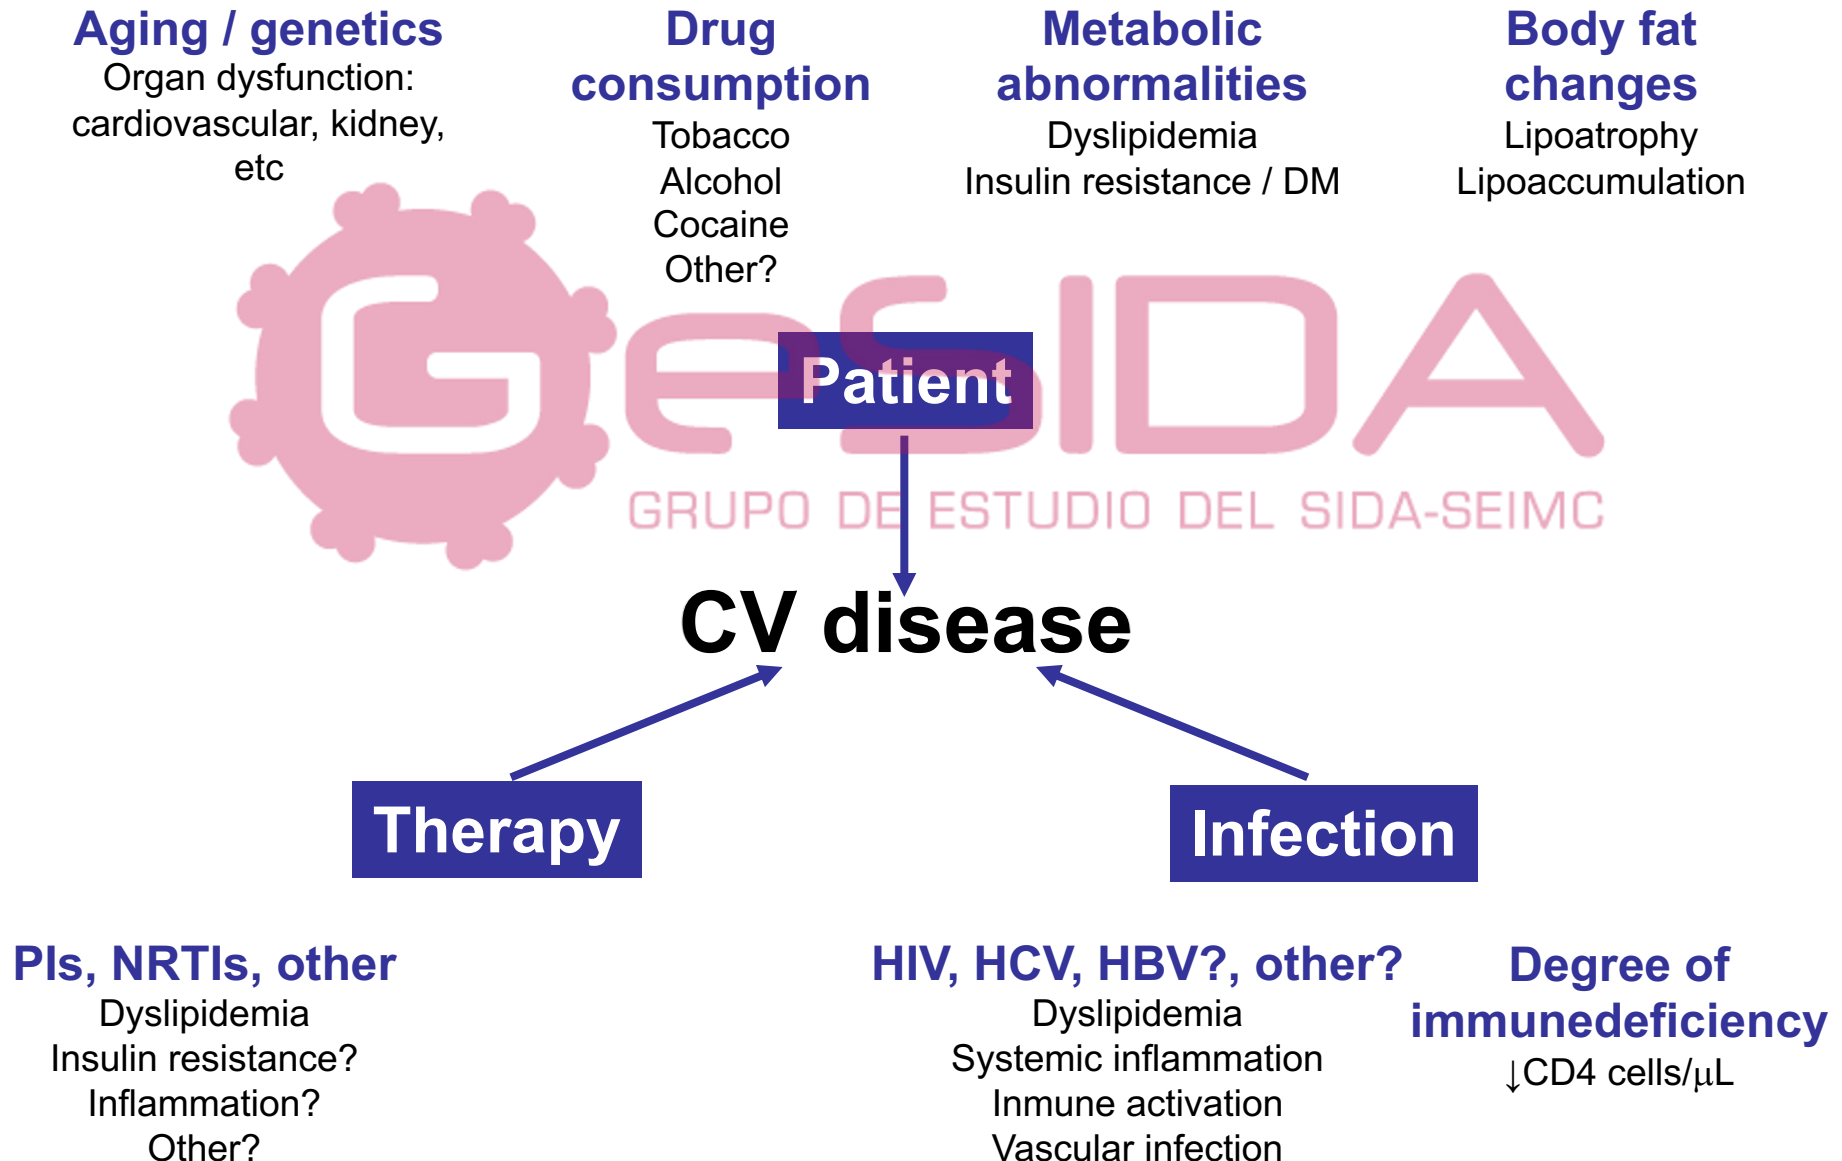 Aging / genetics
Organ dysfunction:
cardiovascular, kidney,
etc
Drug
consumption
Tobacco
Alcohol
Cocaine
Other?
Metabolic
abnormalities
Dyslipidemia
Insulin resistance / DM
Body fat
changes
Lipoatrophy
Lipoaccumulation
GeSIDA
GRUPO DE ESTUDIO DEL SIDA-SEIMC
Patient
CV disease
Therapy
Infection
PIs, NRTIs, other
Dyslipidemia
Insulin resistance?
Inflammation?
Other?
HIV, HCV, HBV?, other?
Dyslipidemia
Systemic inflammation
Inmune activation
Vascular infection
Degree of
immunedeficiency
↓CD4 cells/μL